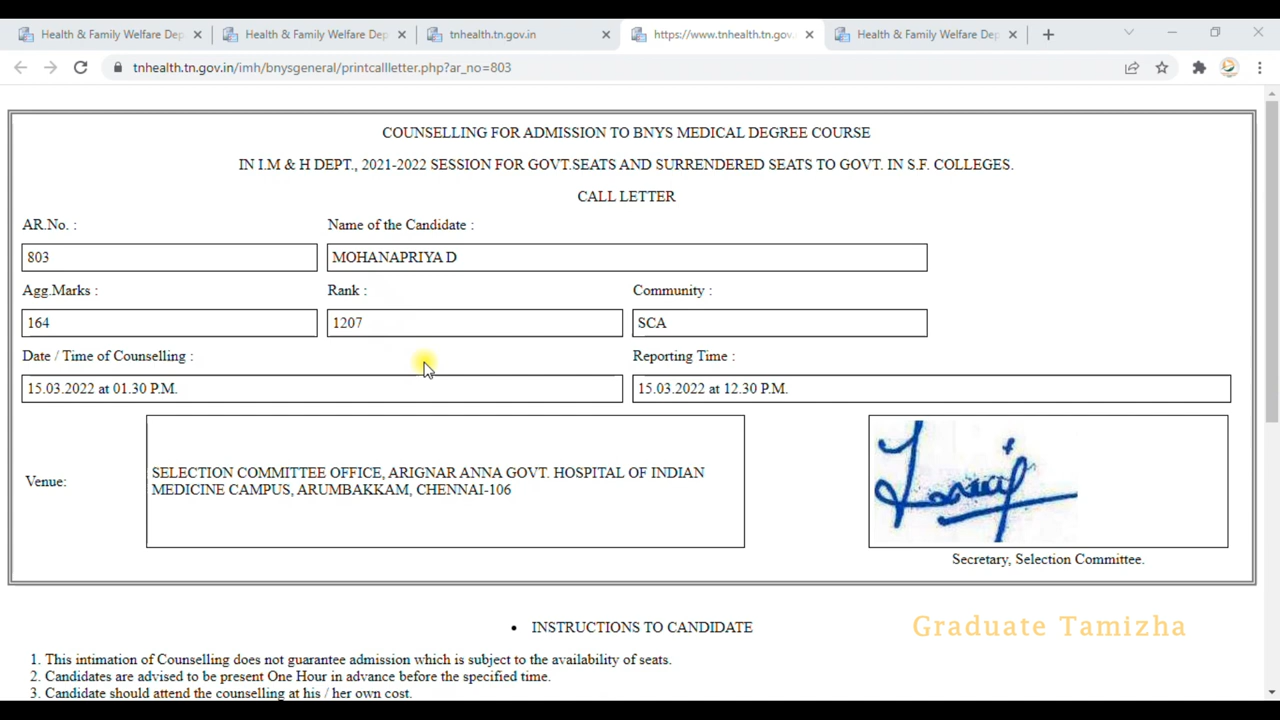 Health & Family Welfare Dep
Health & Family Welfare Dep
tnhealth.tn.gov.in
https://www.tnhealth.tn.gov.
Health & Family Welfare Dep
tnhealth.tn.gov.in/imh/bnysgeneral/printcallletter.php?ar_no=803
COUNSELLING FOR ADMISSION TO BNYS MEDICAL DEGREE COURSE
IN I.M & H DEPT., 2021-2022 SESSION FOR GOVT.SEATS AND SURRENDERED SEATS TO GOVT. IN S.F. COLLEGES.
CALL LETTER
AR.No. : Name of the Candidate :
803 MOHANAPRIYA D
Agg.Marks : Rank : Community :
164 1207 SCA
Date / Time of Counselling : Reporting Time :
15.03.2022 at 01.30 P.M. 15.03.2022 at 12.30 P.M.
Venue:
SELECTION COMMITTEE OFFICE, ARIGNAR ANNA GOVT. HOSPITAL OF INDIAN
MEDICINE CAMPUS, ARUMBAKKAM, CHENNAI-106
Secretary, Selection Committee.
• INSTRUCTIONS TO CANDIDATE
Graduate Tamizha
1. This intimation of Counselling does not guarantee admission which is subject to the availability of seats.
2. Candidates are advised to be present One Hour in advance before the specified time.
3. Candidate should attend the counselling at his / her own cost.